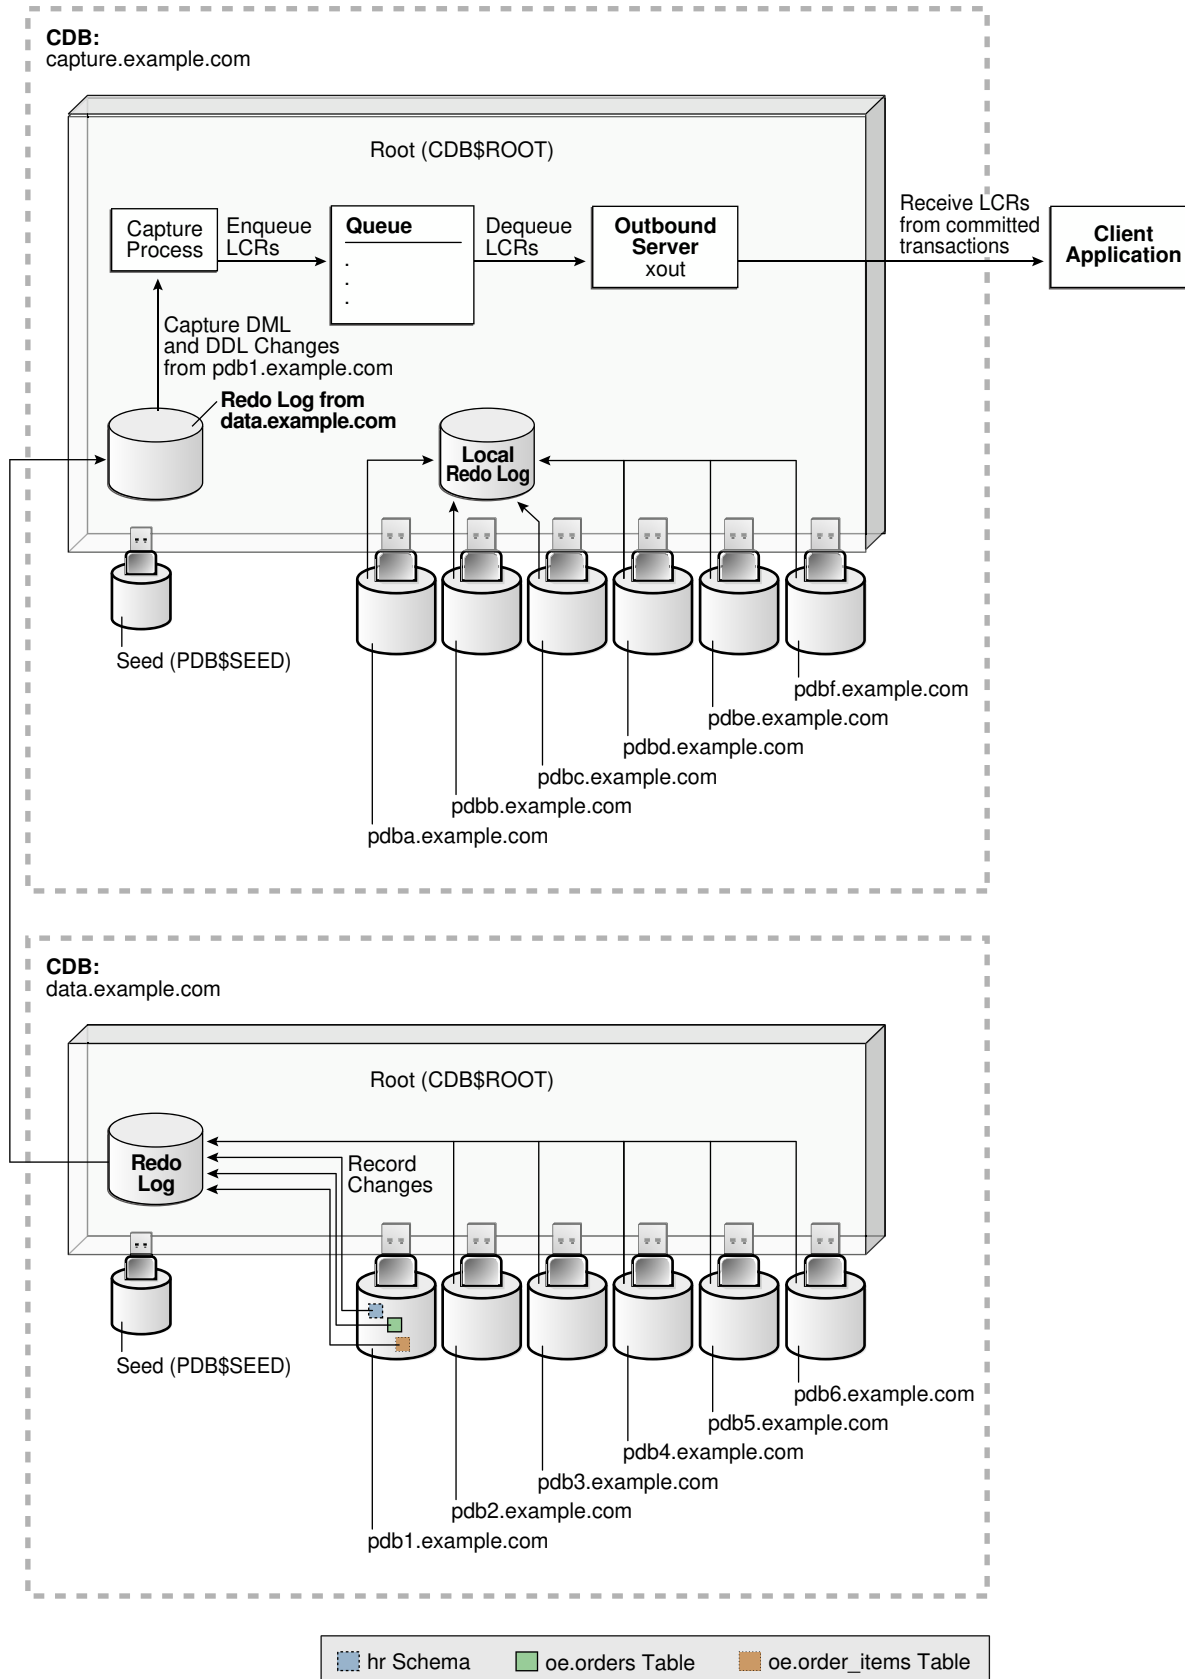 CDB:
capture.example.com
Root (CDB$ROOT)
Capture
Process
Enqueue
LCRs
Queue
.
.
.
Dequeue
LCRs
Outbound
Server
xout
Receive LCRs
from committed
transactions
Client
Application
Capture DML
and DDL Changes
from pdb1.example.com
Redo Log from
data.example.com
Local
Redo Log
Seed (PDB$SEED)
pdbf.example.com
pdbe.example.com
pdbd.example.com
pdbc.example.com
pdbb.example.com
pdba.example.com
CDB:
data.example.com
Root (CDB$ROOT)
Redo
Log
Record
Changes
Seed (PDB$SEED)
pdb6.example.com
pdb5.example.com
pdb4.example.com
pdb3.example.com
pdb2.example.com
pdb1.example.com
hr Schema
oe.orders Table
oe.order_items Table